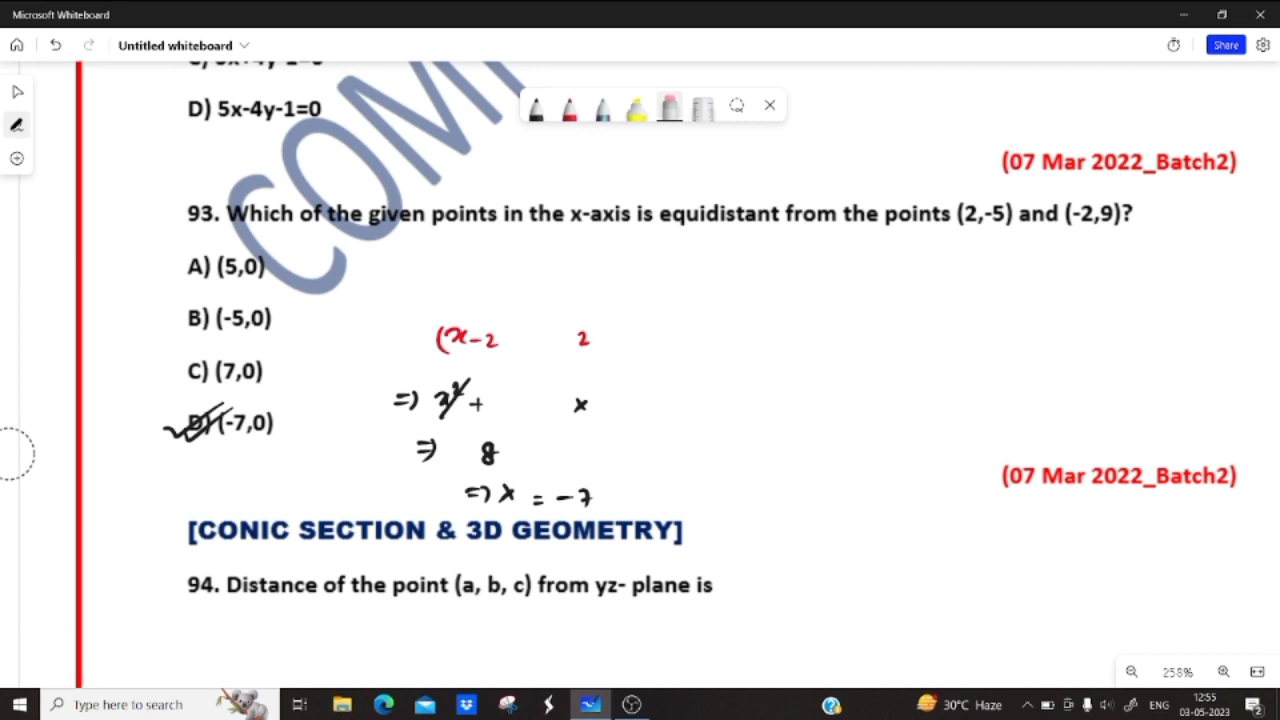 Microsoft Whiteboard
Untitled whiteboard
Share
D) 5x-4y-1=0
COM
(07 Mar 2022_Batch2)
93. Which of the given points in the x-axis is equidistant from the points (2,-5) and (-2,9)?
A) (5,0)
B) (-5,0)
(x-2 2
C) (7,0)
=> x² + x
D) (-7,0)
=> 8
(07 Mar 2022_Batch2)
=> x = -7
[CONIC SECTION & 3D GEOMETRY]
94. Distance of the point (a, b, c) from yz- plane is
258%
Type here to search
30°C Haze
ENG
12:55
03-05-2023
2